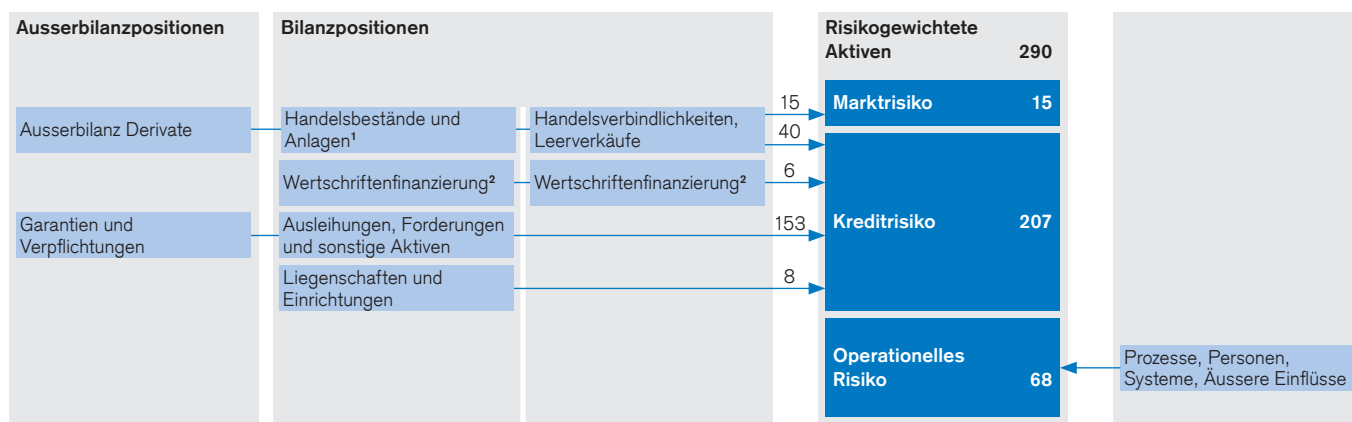 Ausserbilanzpositionen
Bilanzpositionen
Risikogewichtete
Aktiven 290
Ausserbilanz Derivate
Handelsbestände und
Anlagen¹
Handelsverbindlichkeiten,
Leerverkäufe
15
40
Marktrisiko 15
Wertschriftenfinanzierung²
Wertschriftenfinanzierung²
6
Garantien und
Verpflichtungen
Ausleihungen, Forderungen
und sonstige Aktiven
153
Kreditrisiko 207
Liegenschaften und
Einrichtungen
8
Operationelles
Risiko 68
Prozesse, Personen,
Systeme, Äussere Einflüsse